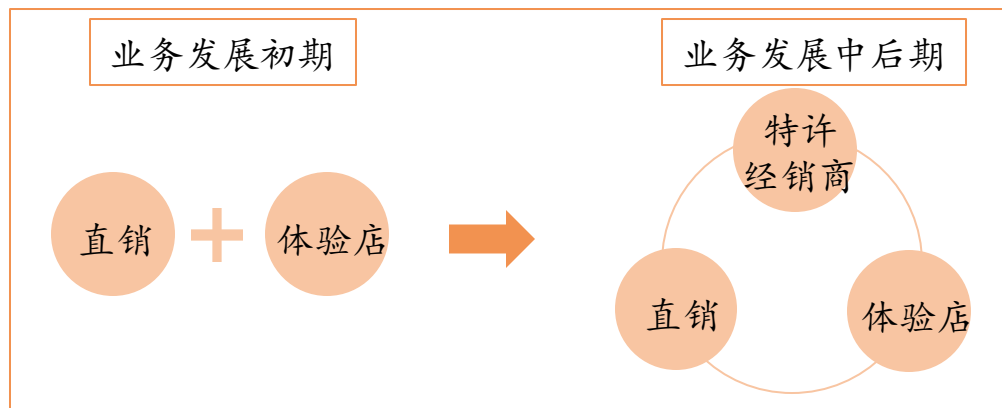 业务发展初期
业务发展中后期
直销
体验店
特许
经销商
直销
体验店